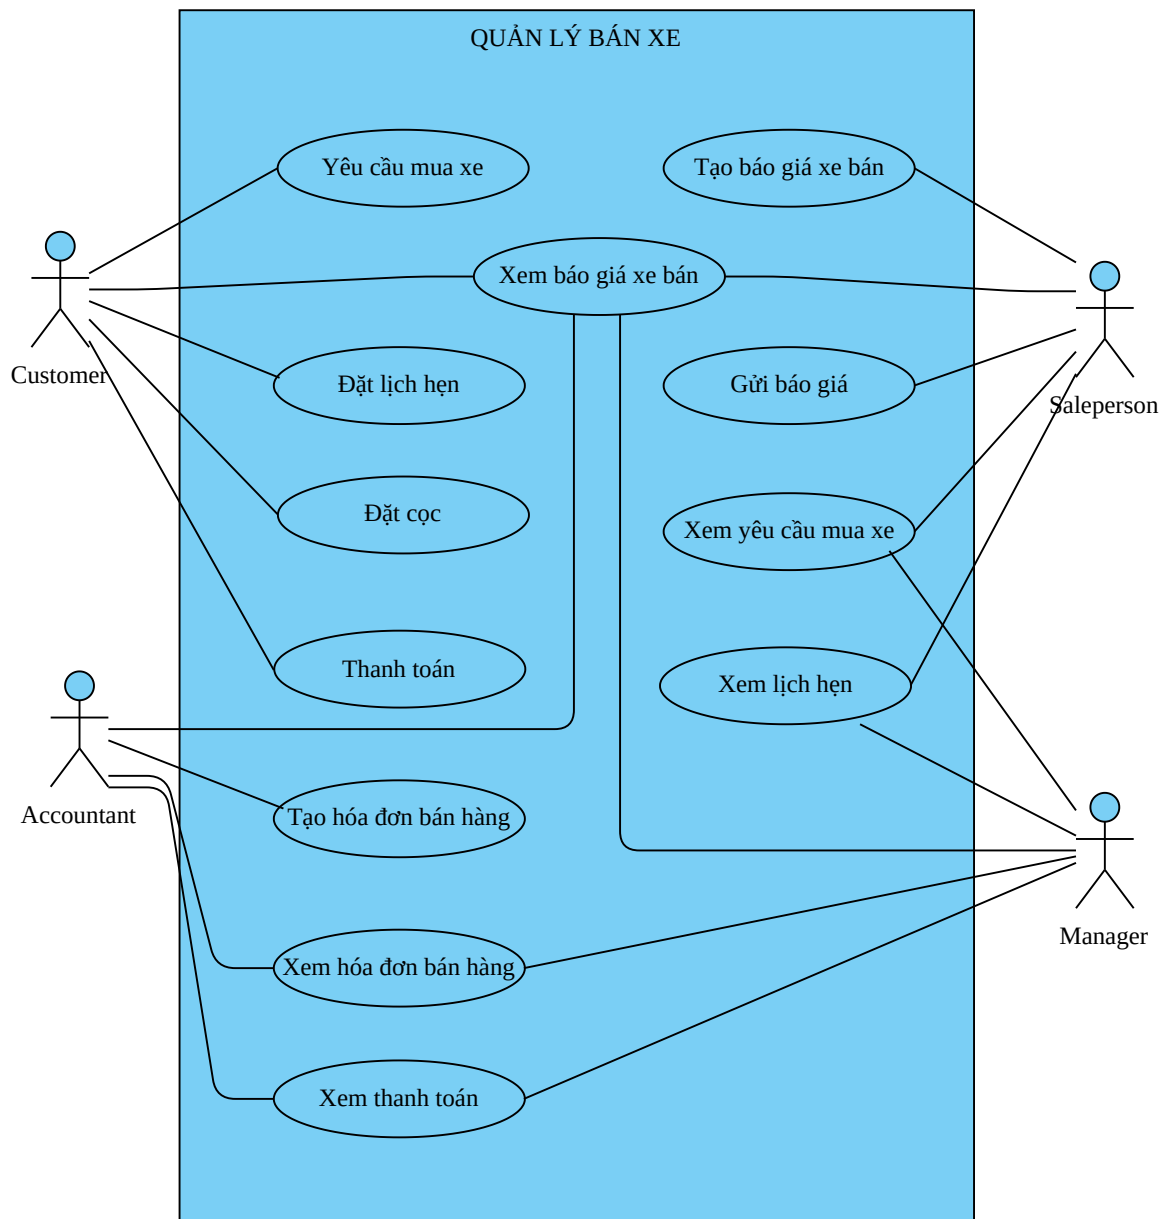 QUẢN LÝ BÁN XE
Yêu cầu mua xe
Tạo báo giá xe bán
Xem báo giá xe bán
Customer
Đặt lịch hẹn
Gửi báo giá
Saleperson
Đặt cọc
Xem yêu cầu mua xe
Thanh toán
Xem lịch hẹn
Accountant
Tạo hóa đơn bán hàng
Manager
Xem hóa đơn bán hàng
Xem thanh toán